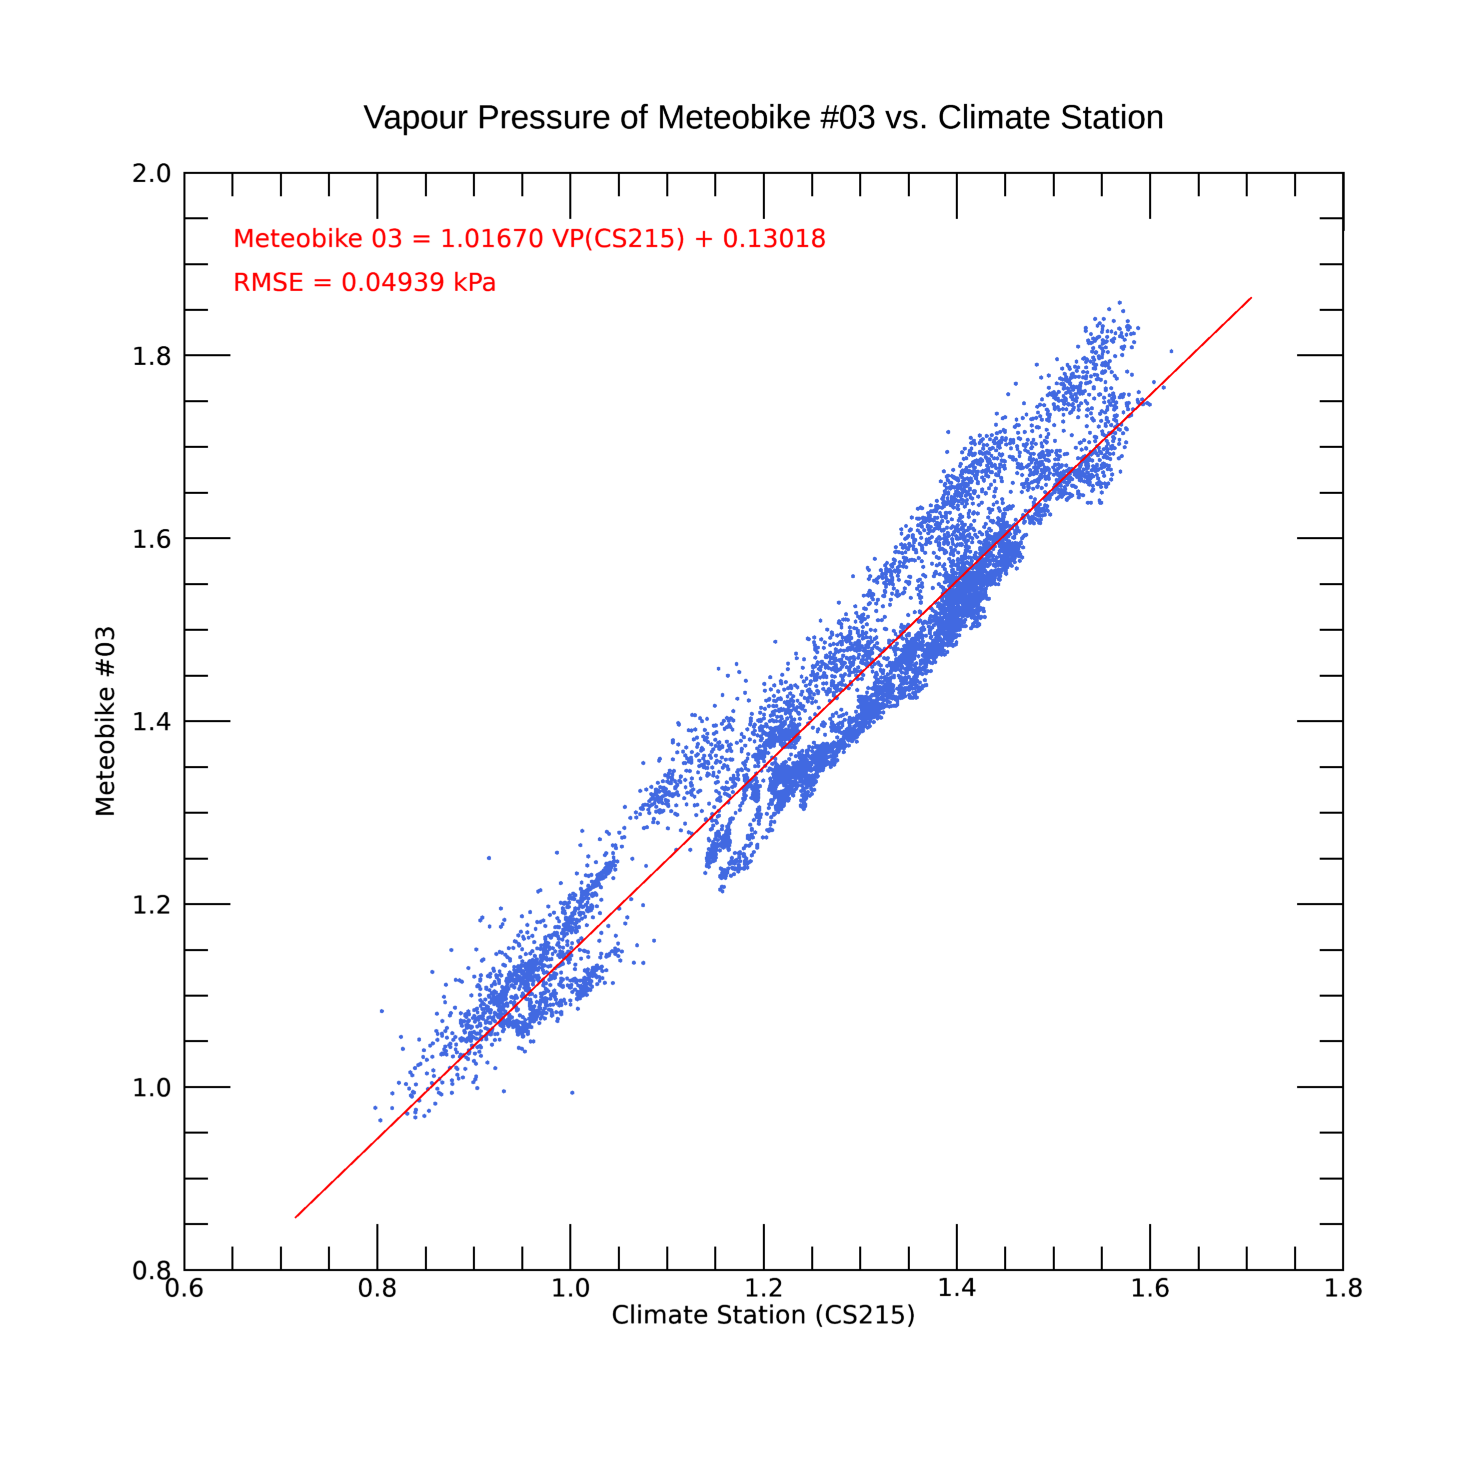 Vapour Pressure of Meteobike #03 vs. Climate Station
2.0
Meteobike 03 = 1.01670 VP(CS215) + 0.13018
RMSE = 0.04939 kPa
1.8
1.6
Meteobike #03
1.4
1.2
1.0
0.8
0.6 0.8 1.0 1.2 1.4 1.6 1.8
Climate Station (CS215)